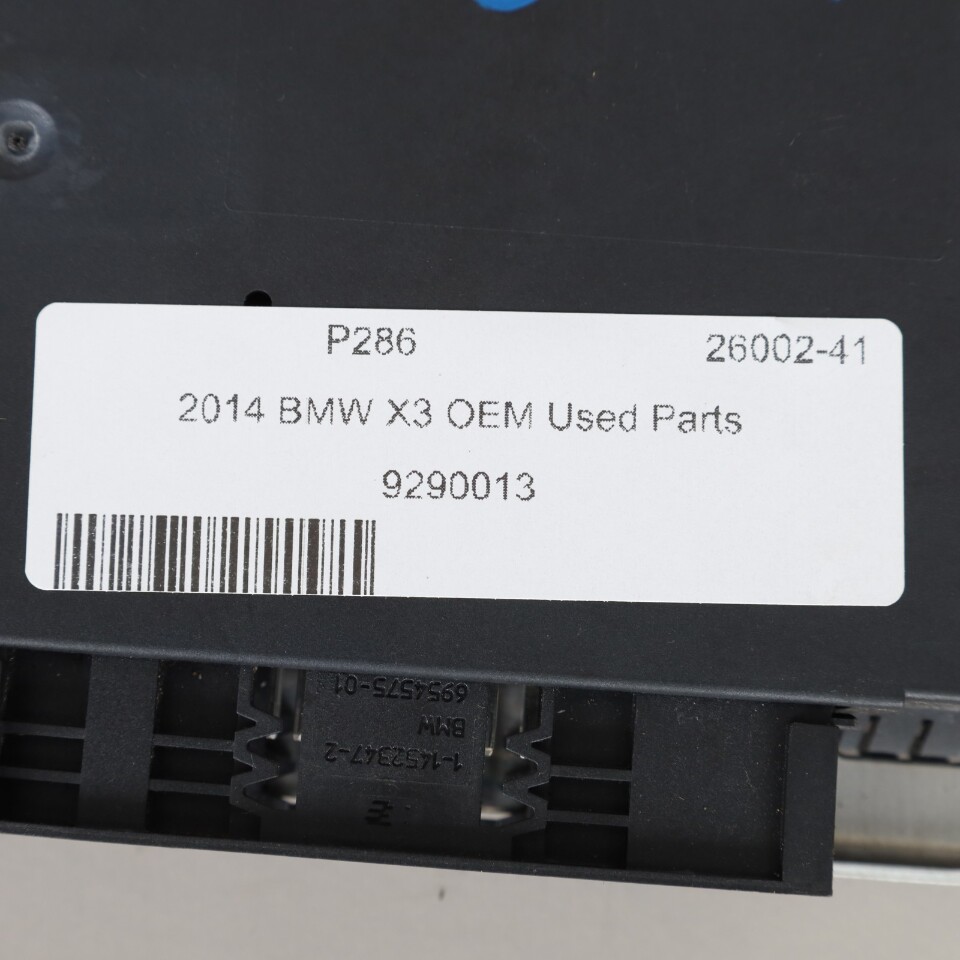 P286 26002-41
2014 BMW X3 OEM Used Parts
9290013
1-1452347-2
BMW
6954575-01